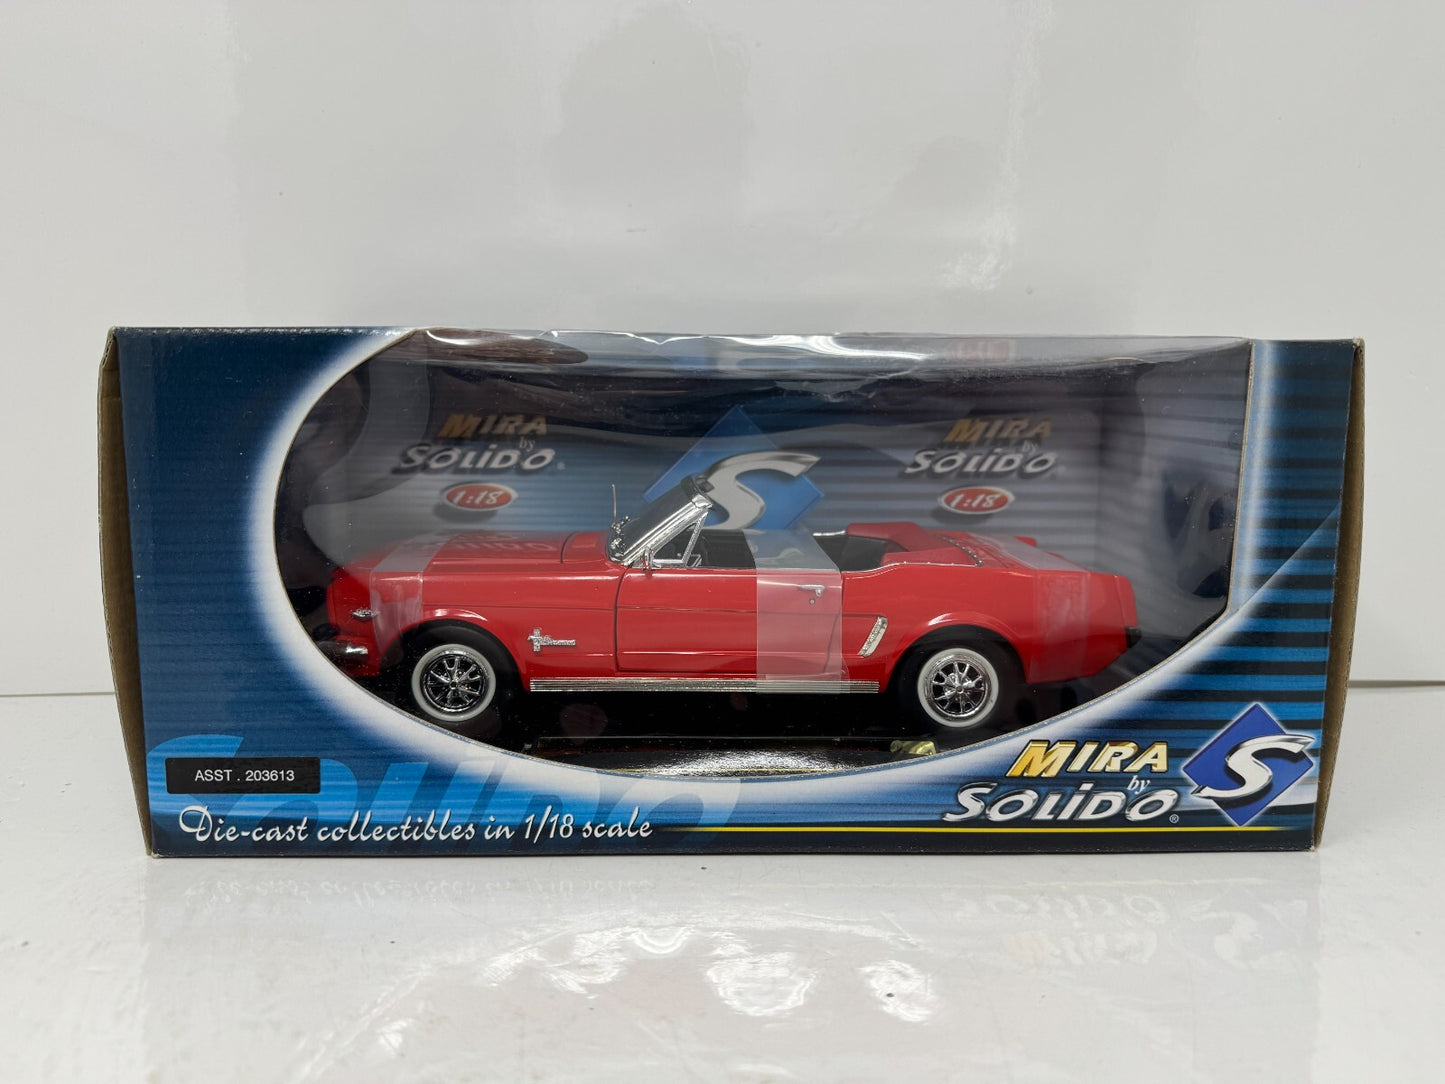 MIRA
by
SOLIDO®
1:18
MIRA
by
SOLIDO®
1:18
S
ASST . 203613
Die-cast collectibles in 1/18 scale
MIRA
by
SOLIDO®
S